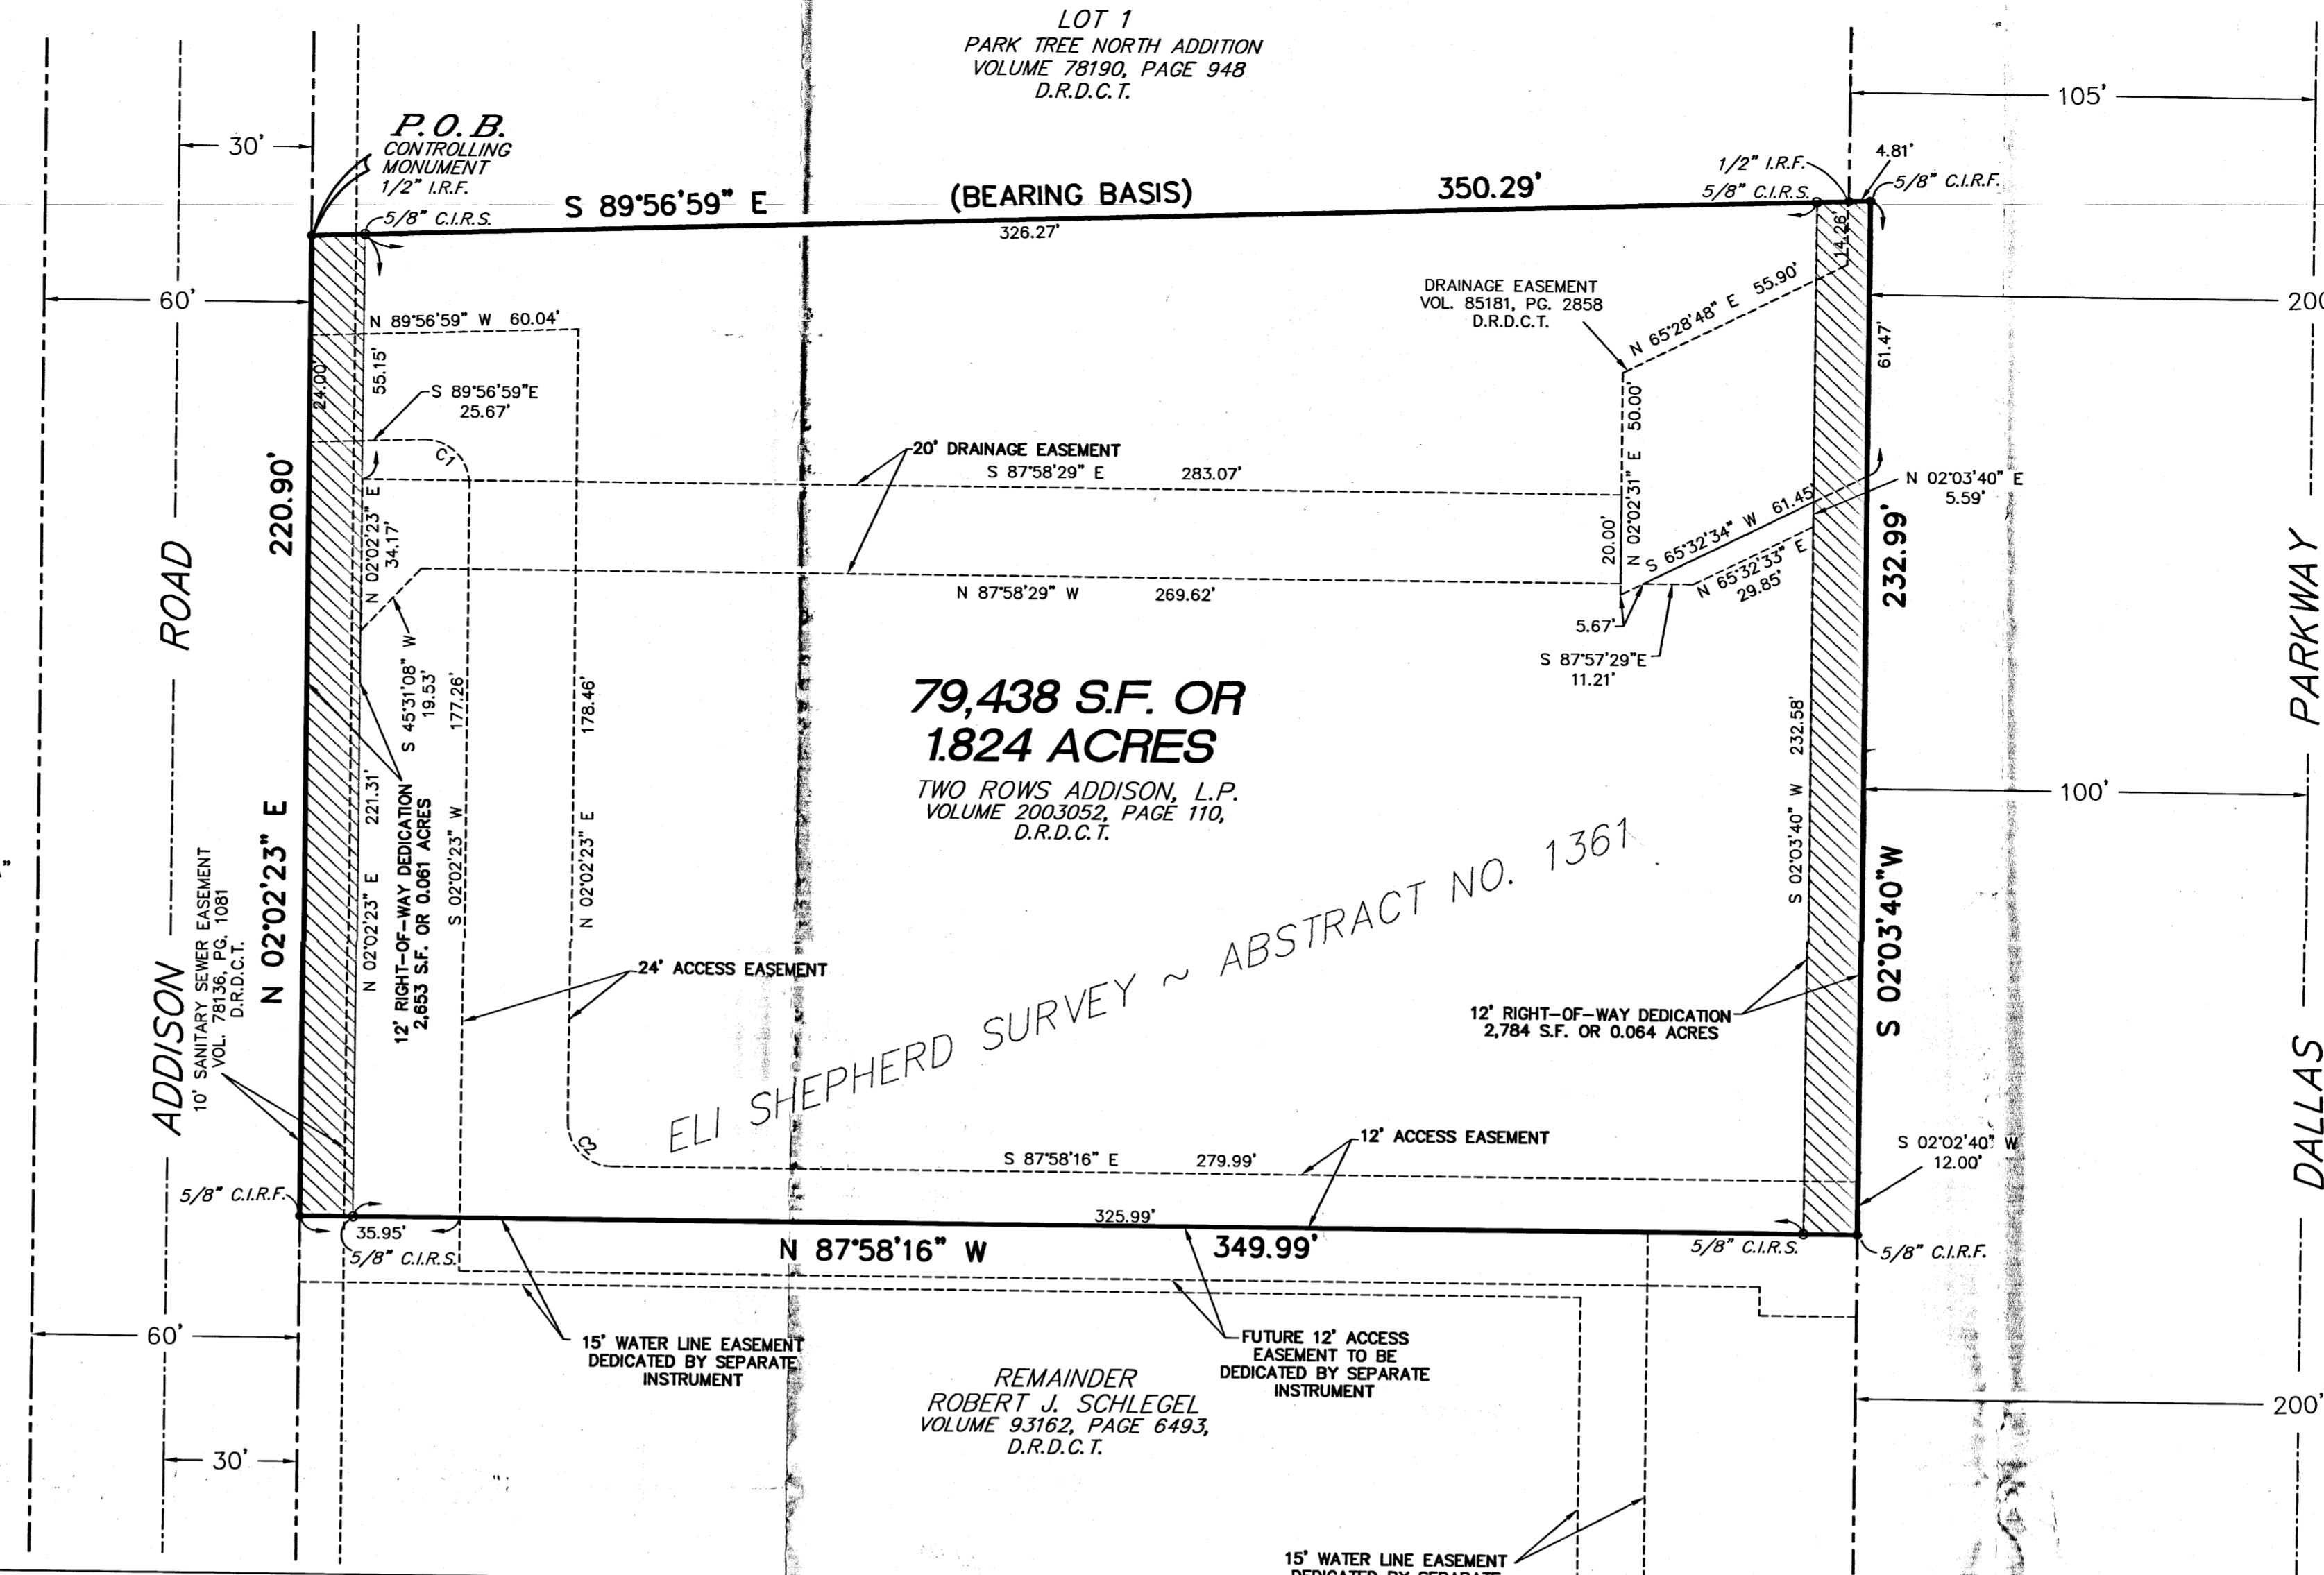 LOT 1
PARK TREE NORTH ADDITION
VOLUME 78190, PAGE 948
D.R.D.C.T.
105'
30'
P.O.B.
CONTROLLING
MONUMENT
1/2" I.R.F.
5/8" C.I.R.S.
S 89°56'59" E
(BEARING BASIS)
350.29'
326.27'
1/2" I.R.F.
5/8" C.I.R.S.
4.81'
5/8" C.I.R.F.
14.26'
60'
N 89°56'59" W 60.04'
24.00'
55.15'
S 89°56'59"E
25.67'
C1
DRAINAGE EASEMENT
VOL. 85181, PG. 2858
D.R.D.C.T.
N 65°28'48" E 55.90'
61.47'
220.90'
20' DRAINAGE EASEMENT
S 87°58'29" E 283.07'
N 02°02'31" E 50.00'
20.00'
S 65°32'34" W 61.45'
N 65°32'33" E
29.85'
N 02°03'40" E
5.59'
N 02°02'23" E
34.17'
N 87°58'29" W 269.62'
5.67'
S 87°57'29"E
11.21'
232.99'
S 45°31'08" W
19.53'
177.26'
178.46'
79,438 S.F. OR
1.824 ACRES
TWO ROWS ADDISON, L.P.
VOLUME 2003052, PAGE 110,
D.R.D.C.T.
S 02°03'40" W 232.58'
100'
ADDISON ROAD
10' SANITARY SEWER EASEMENT
VOL. 78136, PG. 1081
D.R.D.C.T.
N 02°02'23" E
N 02°02'23" E 221.31'
12' RIGHT-OF-WAY DEDICATION
2,653 S.F. OR 0.061 ACRES
S 02°02'23" W
N 02°02'23" E
24' ACCESS EASEMENT
ELI SHEPHERD SURVEY ~ ABSTRACT NO. 1361
12' RIGHT-OF-WAY DEDICATION
2,784 S.F. OR 0.064 ACRES
S 02°03'40"W
DALLAS PARKWAY
C2
12' ACCESS EASEMENT
S 87°58'16" E 279.99'
S 02°02'40" W
12.00'
5/8" C.I.R.F.
35.95'
5/8" C.I.R.S.
325.99'
N 87°58'16" W
349.99'
5/8" C.I.R.S.
5/8" C.I.R.F.
60'
15' WATER LINE EASEMENT
DEDICATED BY SEPARATE
INSTRUMENT
FUTURE 12' ACCESS
EASEMENT TO BE
DEDICATED BY SEPARATE
INSTRUMENT
REMAINDER
ROBERT J. SCHLEGEL
VOLUME 93162, PAGE 6493,
D.R.D.C.T.
200'
30'
15' WATER LINE EASEMENT
DEDICATED BY SEPARATE